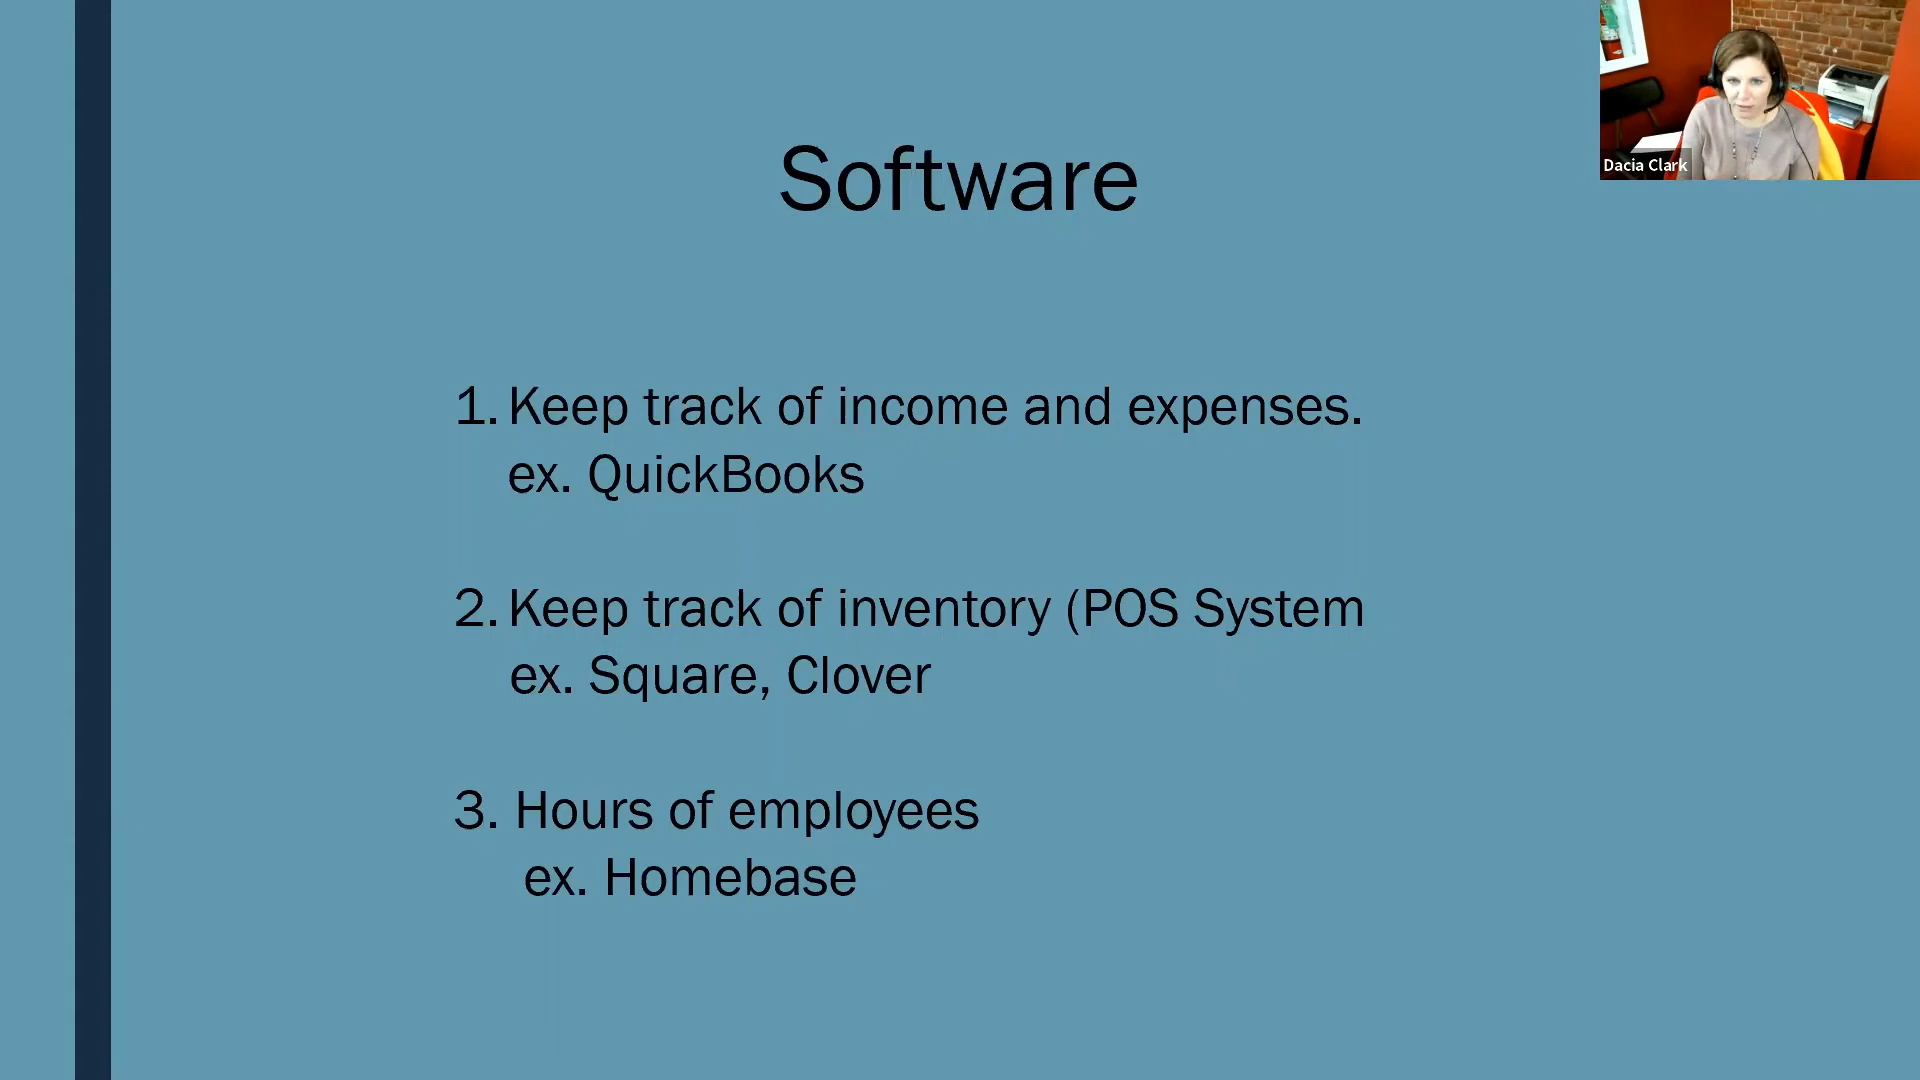 Software
Dacia Clark
1. Keep track of income and expenses.
ex. QuickBooks
2. Keep track of inventory (POS System
ex. Square, Clover
3. Hours of employees
ex. Homebase